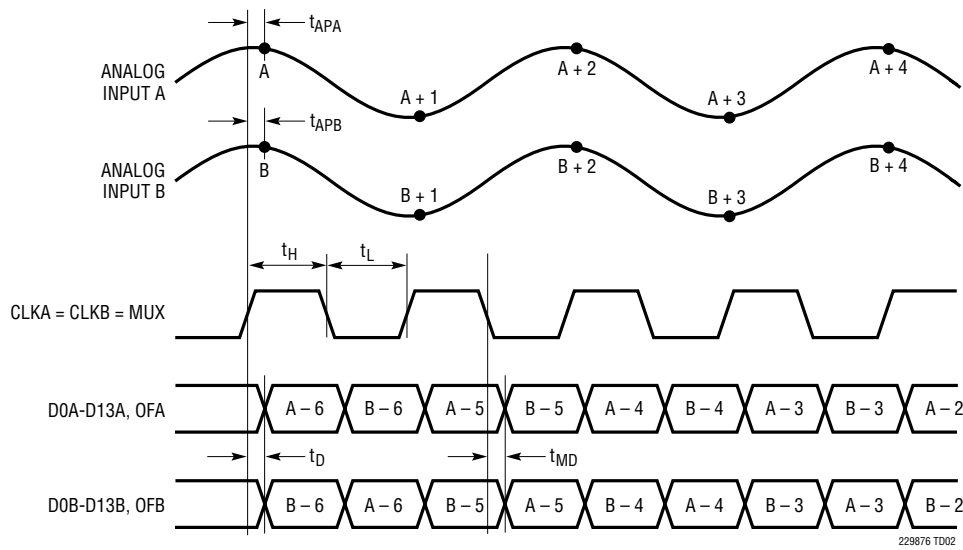 tAPA
ANALOG
INPUT A
A
A + 1
A + 2
A + 3
A + 4
tAPB
ANALOG
INPUT B
B
B + 1
B + 2
B + 3
B + 4
tH
tL
CLKA = CLKB = MUX
D0A-D13A, OFA
A – 6
B – 6
A – 5
B – 5
A – 4
B – 4
A – 3
B – 3
A – 2
tD
tMD
D0B-D13B, OFB
B – 6
A – 6
B – 5
A – 5
B – 4
A – 4
B – 3
A – 3
B – 2
229876 TD02